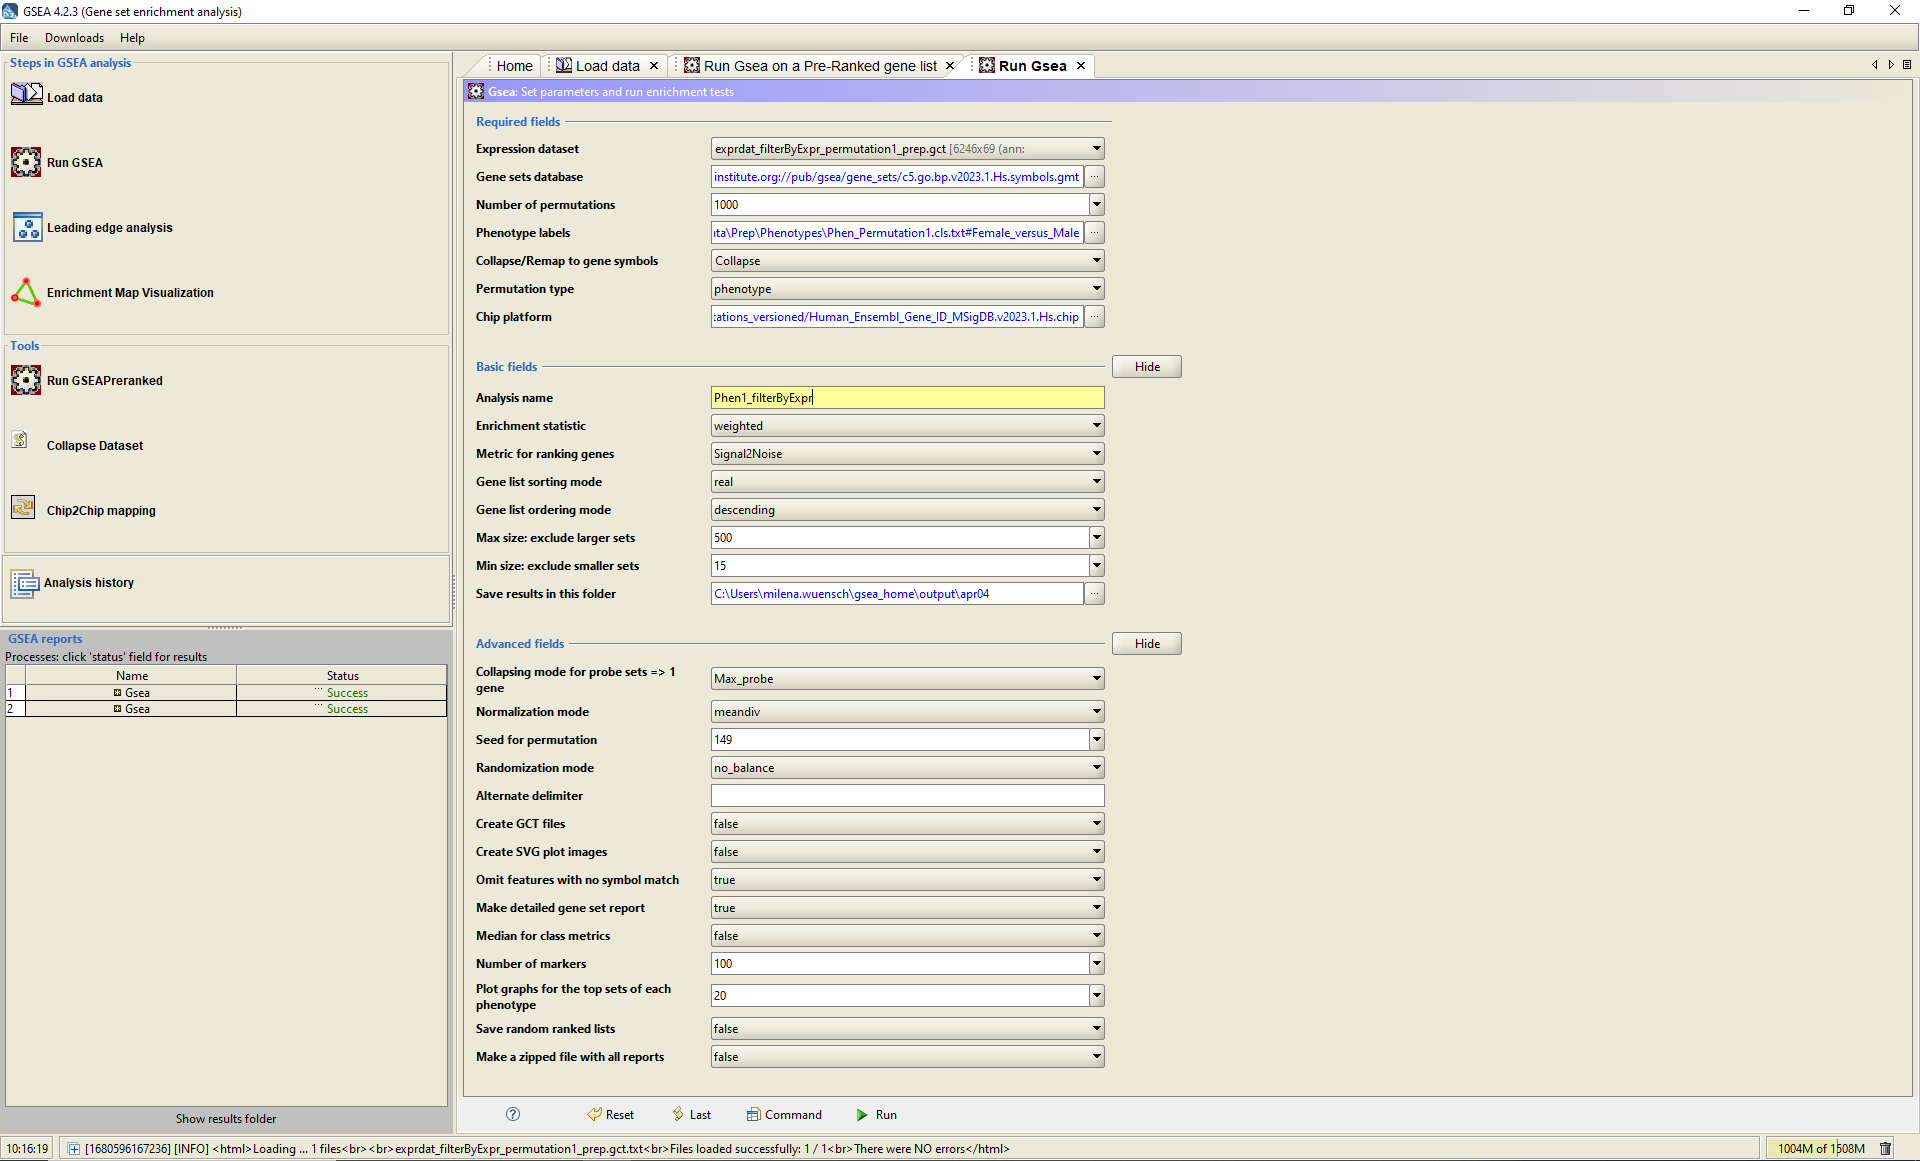 GSEA 4.2.3 (Gene set enrichment analysis)
File Downloads Help
Steps in GSEA analysis
Load data
Run GSEA
Leading edge analysis
Enrichment Map Visualization
Tools
Run GSEAPreranked
Collapse Dataset
Chip2Chip mapping
Analysis history
GSEA reports
Processes: click 'status' field for results
Name Status
1 Gsea ... Success
2 Gsea ... Success
Show results folder
Home Load data Run Gsea on a Pre-Ranked gene list Run Gsea
Gsea: Set parameters and run enrichment tests
Required fields
Expression dataset exprdat_filterByExpr_permutation1_prep.gct [6246x69 (ann:
Gene sets database institute.org://pub/gsea/gene_sets/c5.go.bp.v2023.1.Hs.symbols.gmt ...
Number of permutations 1000
Phenotype labels ita\Prep\Phenotypes\Phen_Permutation1.cls.txt#Female_versus_Male ...
Collapse/Remap to gene symbols Collapse
Permutation type phenotype
Chip platform tations_versioned/Human_Ensembl_Gene_ID_MSigDB.v2023.1.Hs.chip ...
Basic fields Hide
Analysis name Phen1_filterByExpr
Enrichment statistic weighted
Metric for ranking genes Signal2Noise
Gene list sorting mode real
Gene list ordering mode descending
Max size: exclude larger sets 500
Min size: exclude smaller sets 15
Save results in this folder C:\Users\milena.wuensch\gsea_home\output\apr04 ...
Advanced fields Hide
Collapsing mode for probe sets => 1
gene Max_probe
Normalization mode meandiv
Seed for permutation 149
Randomization mode no_balance
Alternate delimiter
Create GCT files false
Create SVG plot images false
Omit features with no symbol match true
Make detailed gene set report true
Median for class metrics false
Number of markers 100
Plot graphs for the top sets of each
phenotype 20
Save random ranked lists false
Make a zipped file with all reports false
? Reset Last Command Run
10:16:19 [1680596167236] [INFO] <html>Loading ... 1 files<br><br>exprdat_filterByExpr_permutation1_prep.gct.txt<br>Files loaded successfully: 1 / 1<br>There were NO errors</html> 1004M of 1508M